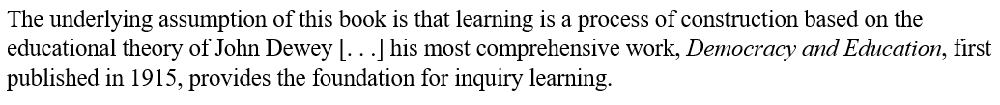 The underlying assumption of this book is that learning is a process of construction based on the
educational theory of John Dewey [. . .] his most comprehensive work, Democracy and Education, first
published in 1915, provides the foundation for inquiry learning.